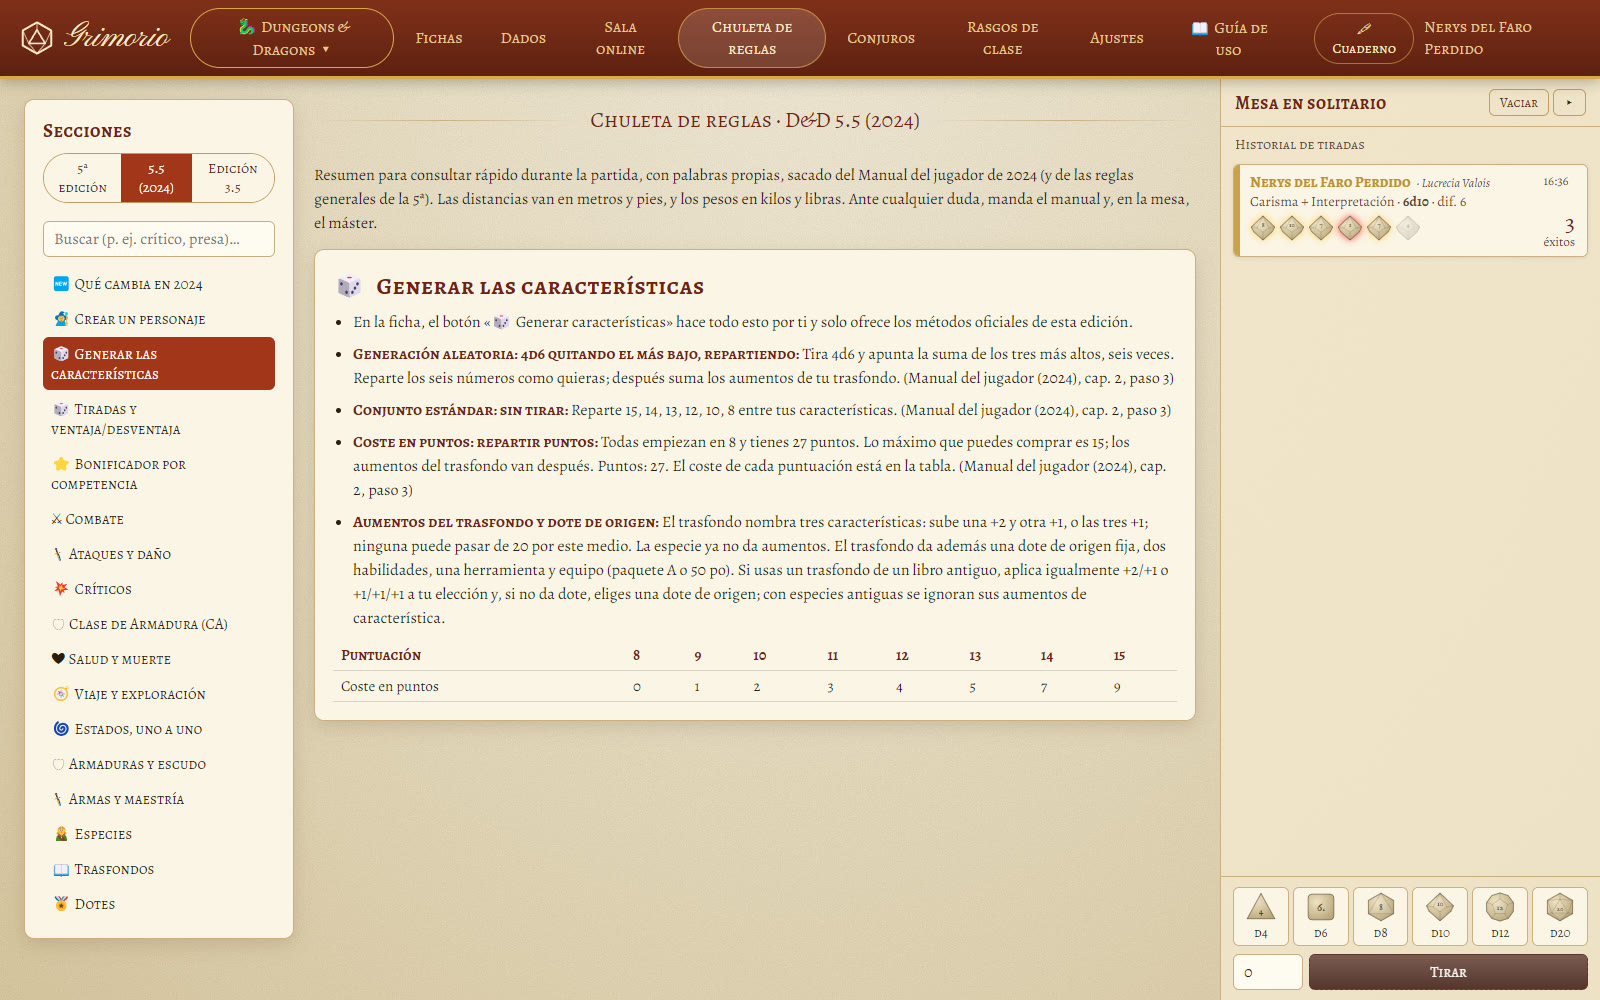 Grimorio
🐉 Dungeons & Dragons ▼
Fichas
Dados
Sala online
Chuleta de reglas
Conjuros
Rasgos de clase
Ajustes
📖 Guía de uso
Cuaderno
Nerys del Faro Perdido
Secciones
5ª edición
5.5 (2024)
Edición 3.5
Buscar (p. ej. crítico, presa)...
NEW Qué cambia en 2024
Crear un personaje
Generar las características
Tiradas y ventaja/desventaja
Bonificador por competencia
Combate
Ataques y daño
Críticos
Clase de Armadura (CA)
Salud y muerte
Viaje y exploración
Estados, uno a uno
Armaduras y escudo
Armas y maestría
Especies
Trasfondos
Dotes
Chuleta de reglas · D&D 5.5 (2024)
Resumen para consultar rápido durante la partida, con palabras propias, sacado del Manual del jugador de 2024 (y de las reglas
generales de la 5ª). Las distancias van en metros y pies, y los pesos en kilos y libras. Ante cualquier duda, manda el manual y, en la mesa,
el máster.
Generar las características
En la ficha, el botón «🎲 Generar características» hace todo esto por ti y solo ofrece los métodos oficiales de esta edición.
Generación aleatoria: 4d6 quitando el más bajo, repartiendo: Tira 4d6 y apunta la suma de los tres más altos, seis veces.
Reparte los seis números como quieras; después suma los aumentos de tu trasfondo. (Manual del jugador (2024), cap. 2, paso 3)
Conjunto estándar: sin tirar: Reparte 15, 14, 13, 12, 10, 8 entre tus características. (Manual del jugador (2024), cap. 2, paso 3)
Coste en puntos: repartir puntos: Todas empiezan en 8 y tienes 27 puntos. Lo máximo que puedes comprar es 15; los
aumentos del trasfondo van después. Puntos: 27. El coste de cada puntuación está en la tabla. (Manual del jugador (2024), cap.
2, paso 3)
Aumentos del trasfondo y dote de origen: El trasfondo nombra tres características: sube una +2 y otra +1, o las tres +1;
ninguna puede pasar de 20 por este medio. La especie ya no da aumentos. El trasfondo da además una dote de origen fija, dos
habilidades, una herramienta y equipo (paquete A o 50 po). Si usas un trasfondo de un libro antiguo, aplica igualmente +2/+1 o
+1/+1/+1 a tu elección y, si no da dote, eliges una dote de origen; con especies antiguas se ignoran sus aumentos de
característica.
Puntuación 8 9 10 11 12 13 14 15
Coste en puntos 0 1 2 3 4 5 7 9
Mesa en solitario
Vaciar
Historial de tiradas
Nerys del Faro Perdido · Lucrecia Valois 16:36
Carisma + Interpretación · 6d10 · dif. 6
3
éxitos
4 6. 8 10 12 20
D4 D6 D8 D10 D12 D20
0
Tirar